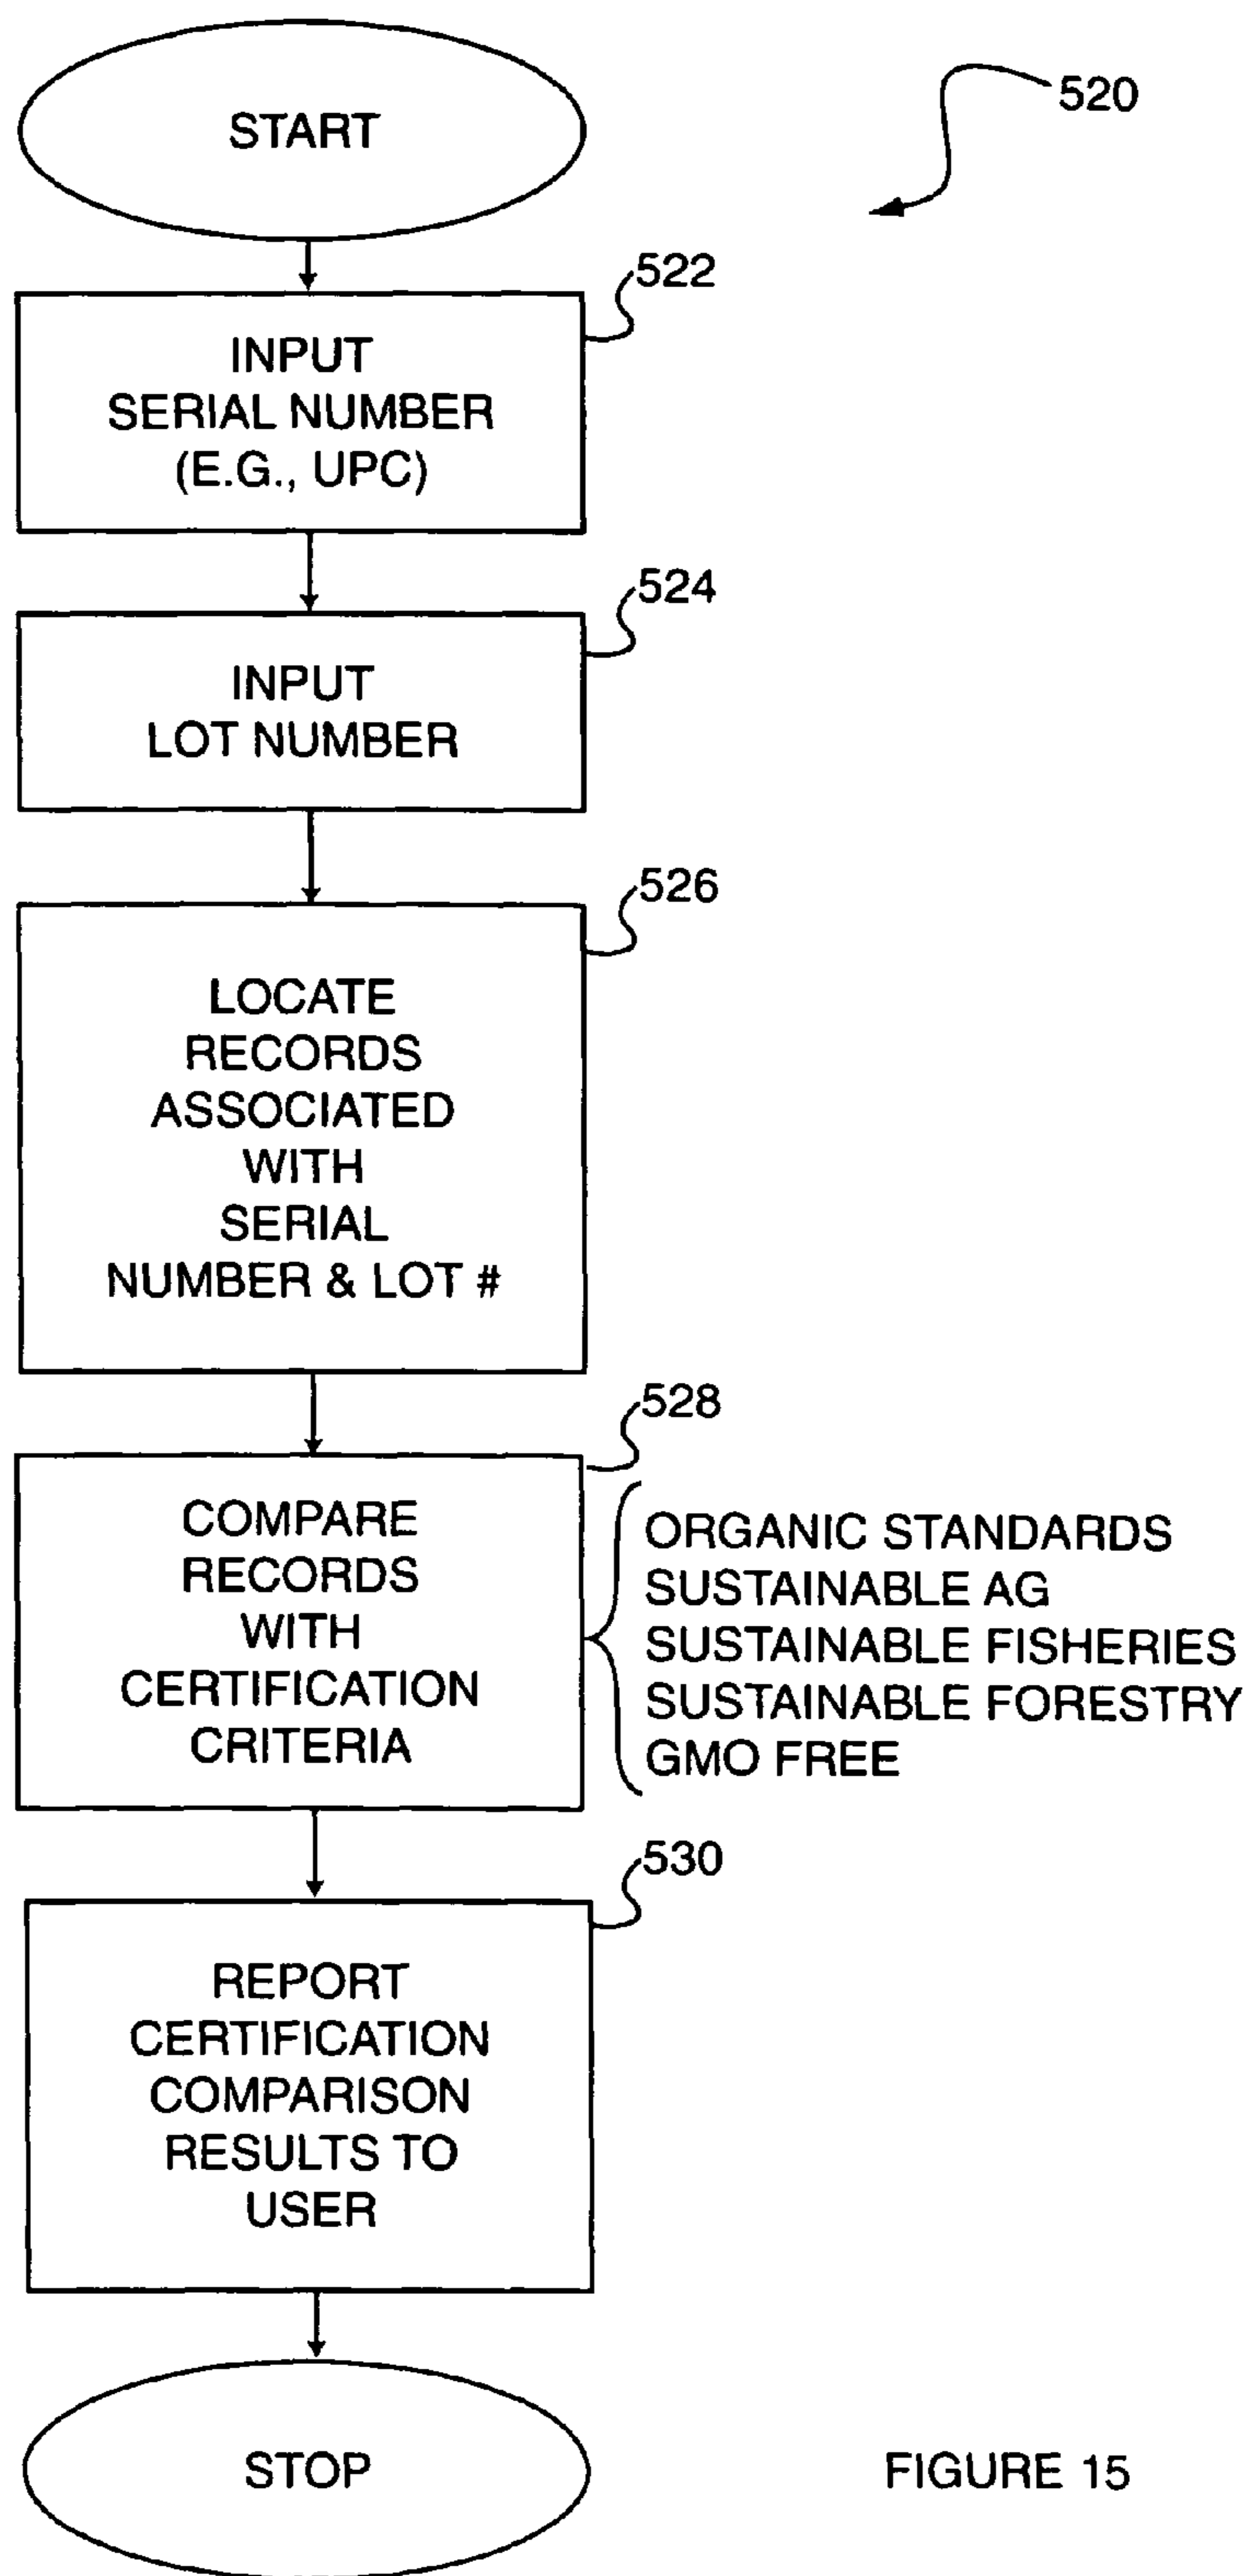 START
520
522
INPUT
SERIAL NUMBER
(E.G., UPC)
524
INPUT
LOT NUMBER
526
LOCATE
RECORDS
ASSOCIATED
WITH
SERIAL
NUMBER & LOT #
528
COMPARE
RECORDS
WITH
CERTIFICATION
CRITERIA
ORGANIC STANDARDS
SUSTAINABLE AG
SUSTAINABLE FISHERIES
SUSTAINABLE FORESTRY
GMO FREE
530
REPORT
CERTIFICATION
COMPARISON
RESULTS TO
USER
STOP
FIGURE 15